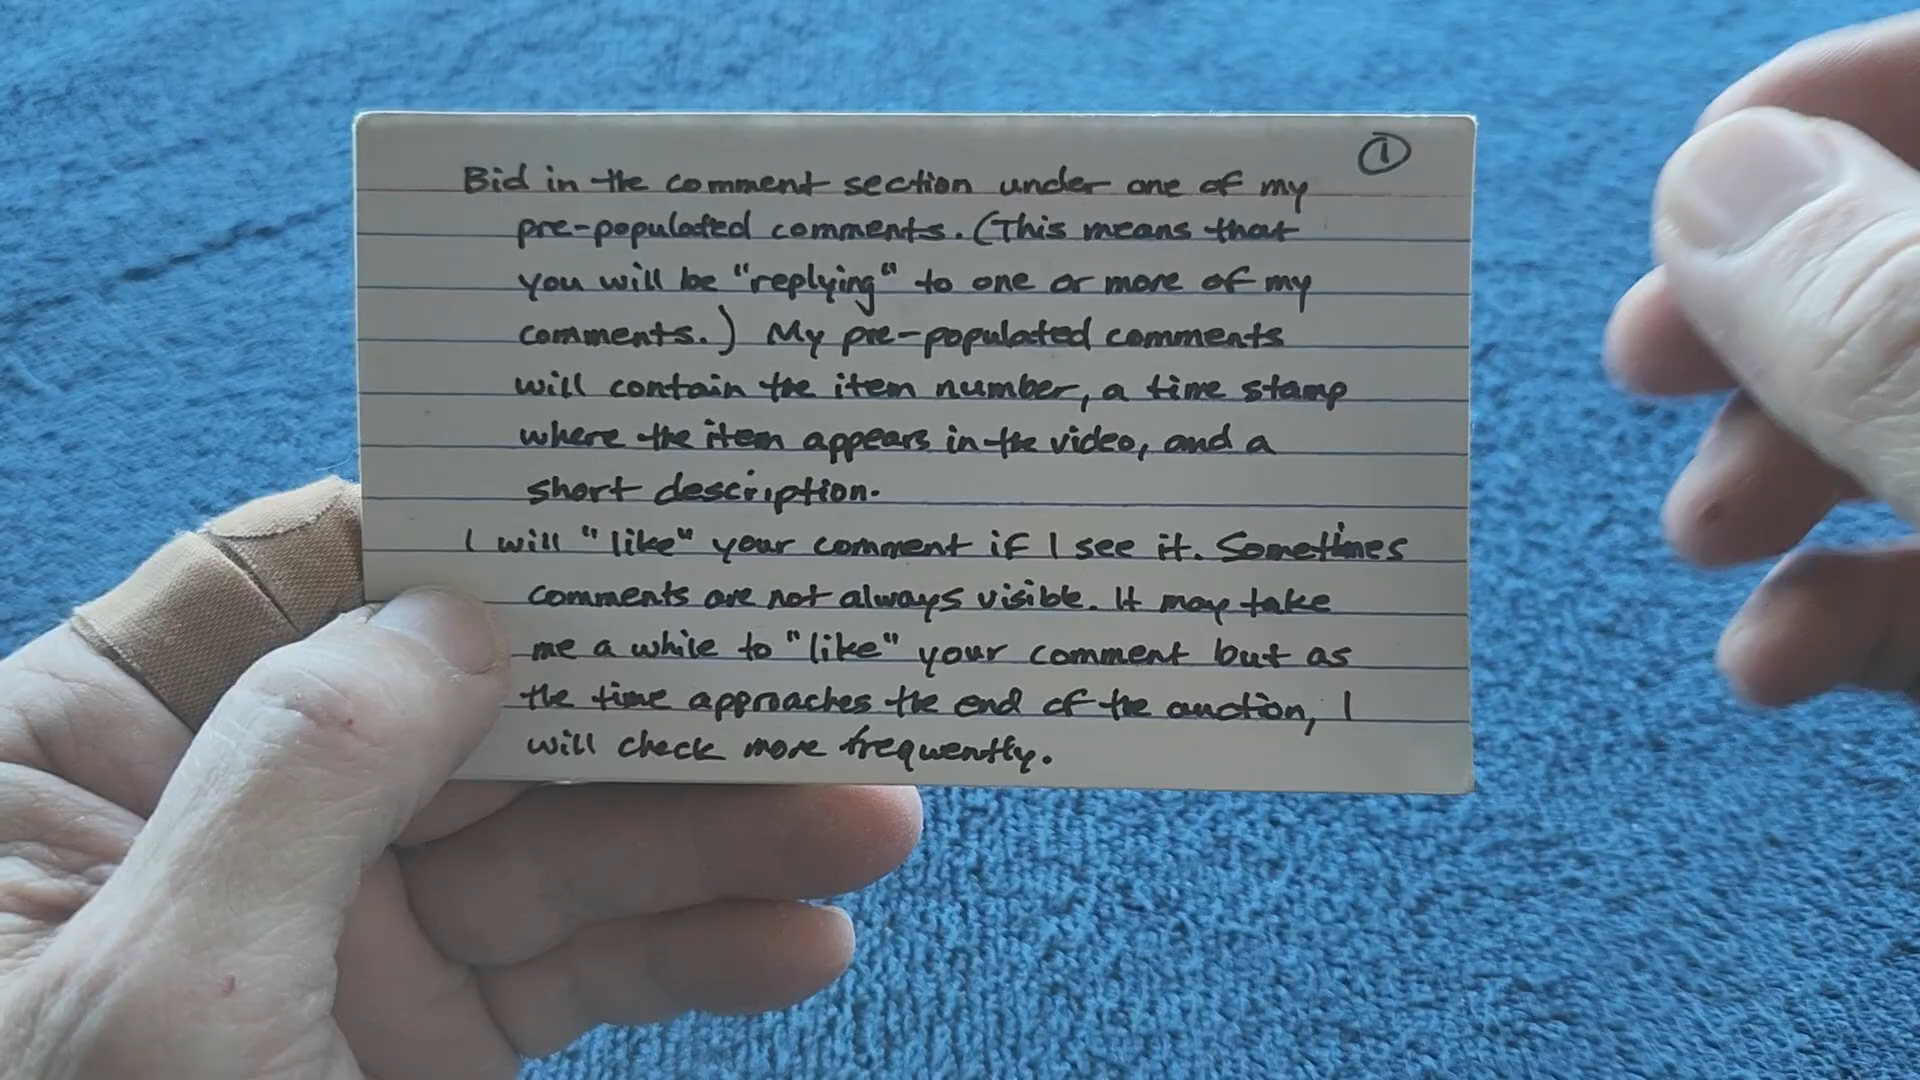 ①
Bid in the comment section under one of my
pre-populated comments. (This means that
you will be "replying" to one or more of my
comments.) My pre-populated comments
will contain the item number, a time stamp
where the item appears in the video, and a
short description.
I will "like" your comment if I see it. Sometimes
comments are not always visible. It may take
me a while to "like" your comment but as
the time approaches the end of the auction, I
will check more frequently.